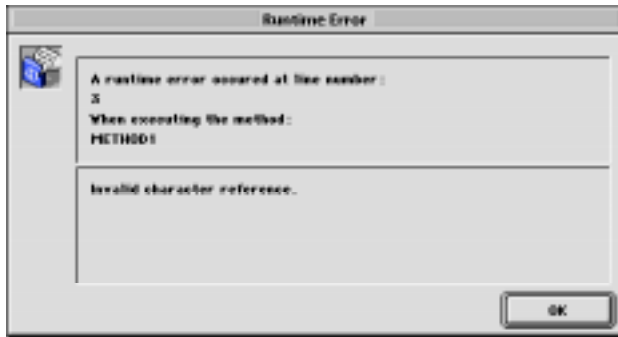 Runtime Error
A runtime error occured at line number:
3
When executing the method:
METHOD1
Invalid character reference.
OK